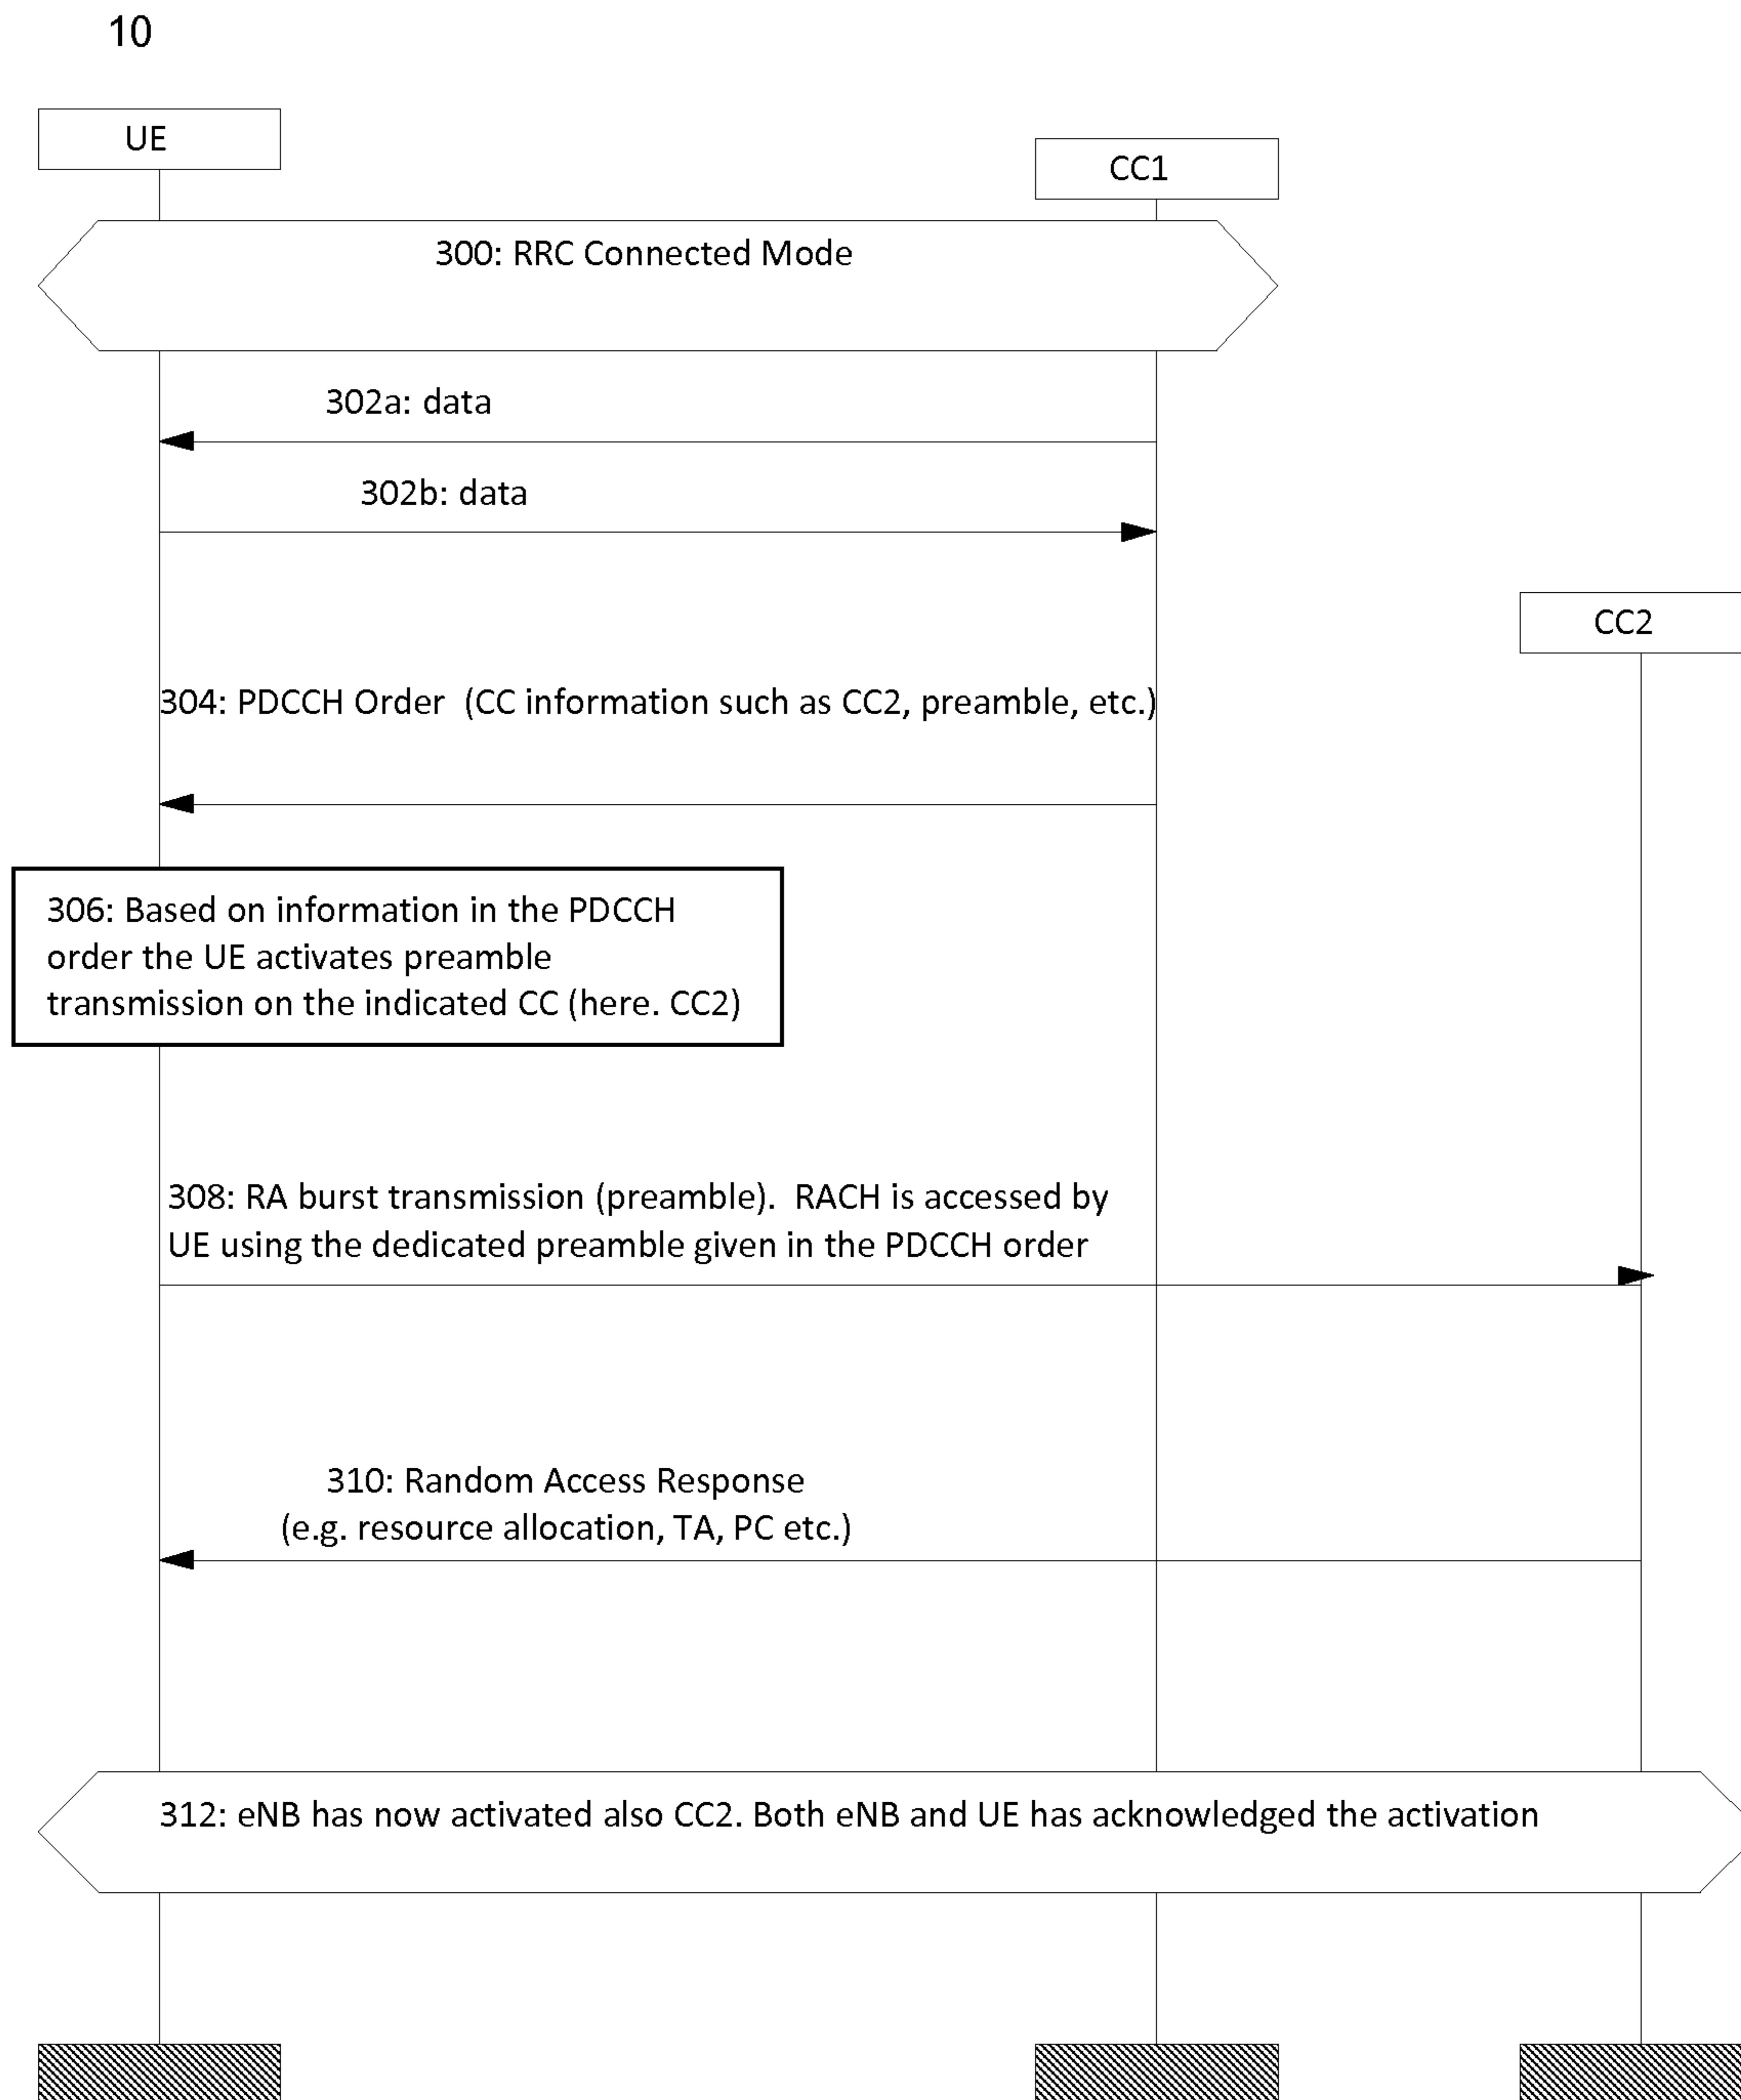 10
UE
CC1
300: RRC Connected Mode
302a: data
302b: data
CC2
304: PDCCH Order (CC information such as CC2, preamble, etc.)
306: Based on information in the PDCCH
order the UE activates preamble
transmission on the indicated CC (here. CC2)
308: RA burst transmission (preamble). RACH is accessed by
UE using the dedicated preamble given in the PDCCH order
310: Random Access Response
(e.g. resource allocation, TA, PC etc.)
312: eNB has now activated also CC2. Both eNB and UE has acknowledged the activation